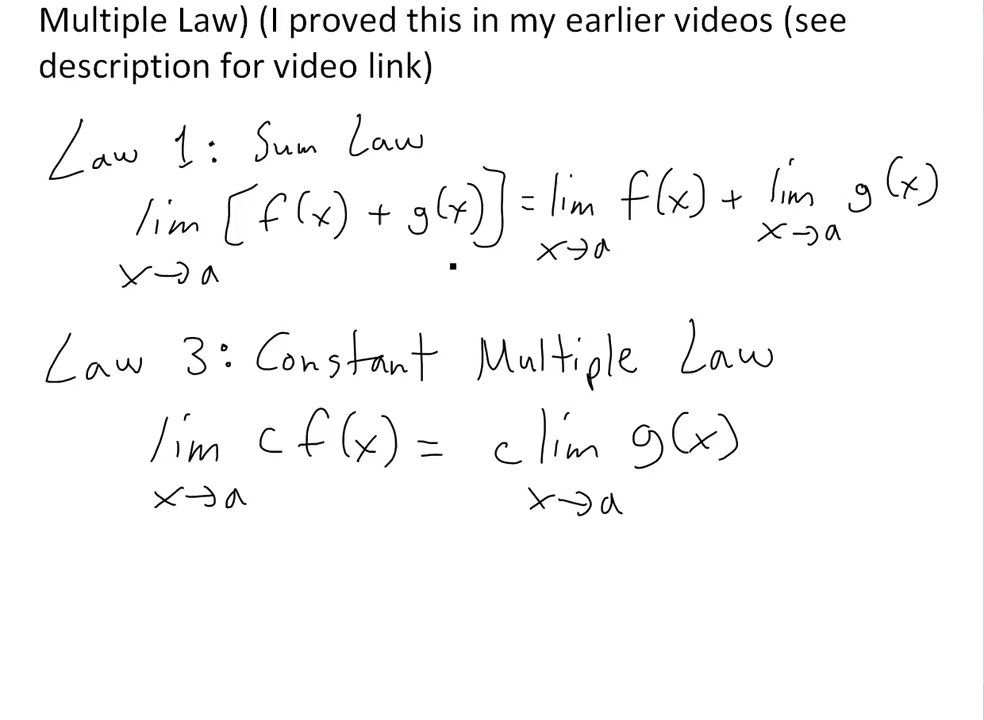 Multiple Law) (I proved this in my earlier videos (see
description for video link)
Law 1: Sum Law
lim [f(x) + g(x)] = lim f(x) + lim g(x)
x→a x→a x→a
Law 3: Constant Multiple Law
lim c f(x) = c lim g(x)
x→a x→a